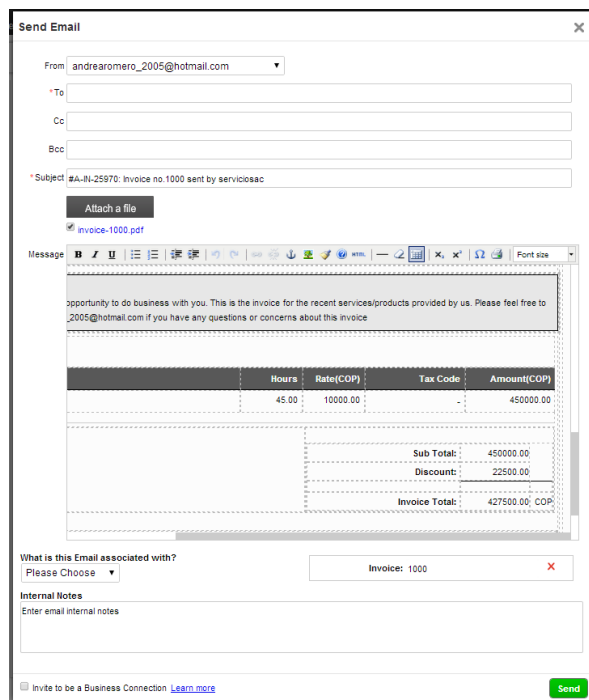 Send Email
From andrearomero_2005@hotmail.com
*To
Cc
Bcc
*Subject #A-IN-25970: Invoice no.1000 sent by serviciosac
Attach a file
invoice-1000.pdf
Message B I U HTML X₂ X² Ω Font size
opportunity to do business with you. This is the invoice for the recent services/products provided by us. Please feel free to
_2005@hotmail.com if you have any questions or concerns about this invoice
Hours Rate(COP) Tax Code Amount(COP)
45.00 10000.00 - 450000.00
Sub Total: 450000.00
Discount: 22500.00
Invoice Total: 427500.00 COP
What is this Email associated with?
Please Choose
Invoice: 1000
Internal Notes
Enter email internal notes
Invite to be a Business Connection Learn more
Send